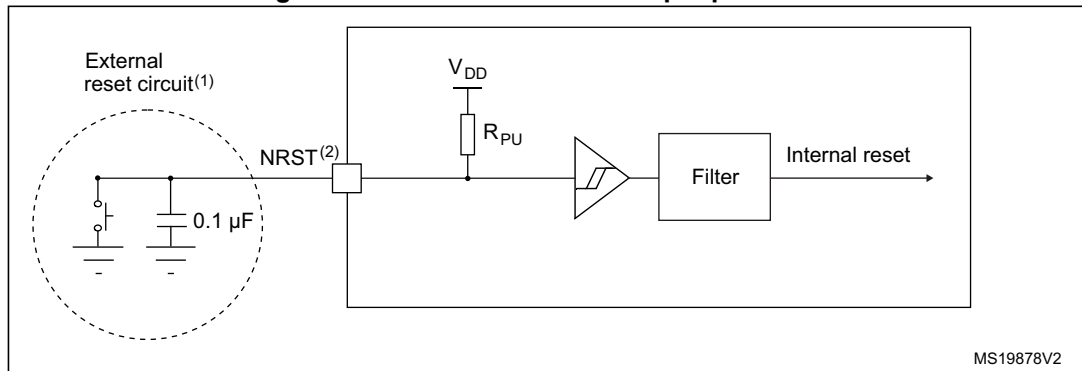 External
reset circuit(1)
VDD
RPU
NRST(2)
Filter
Internal reset
0.1 µF
MS19878V2